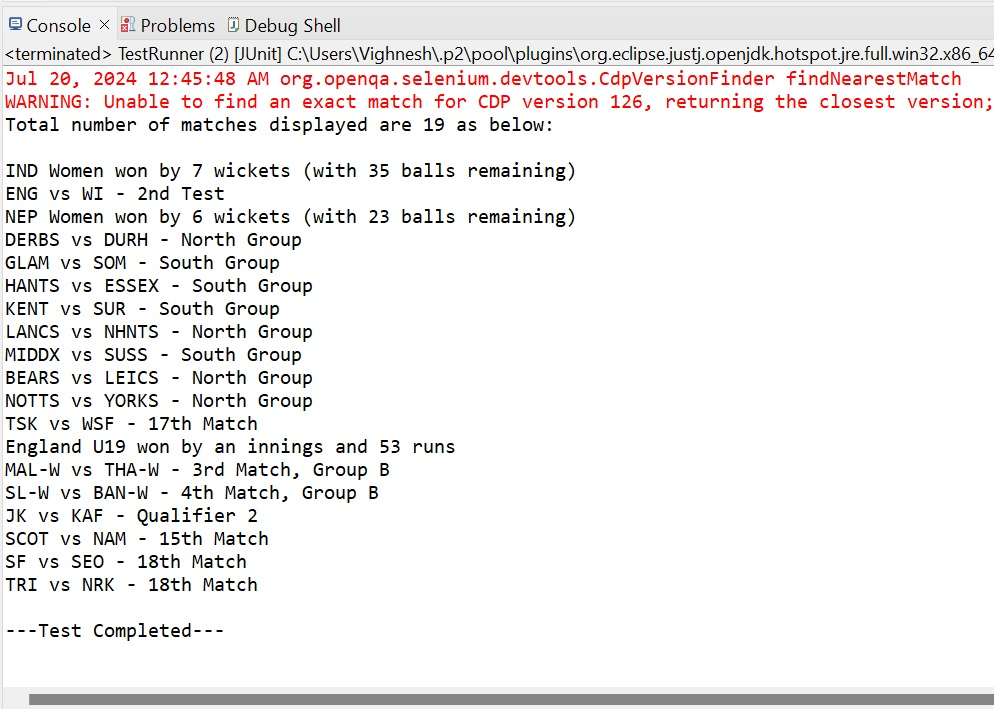 Console Problems Debug Shell
<terminated> TestRunner (2) [JUnit] C:\Users\Vighnesh\.p2\pool\plugins\org.eclipse.justj.openjdk.hotspot.jre.full.win32.x86_64
Jul 20, 2024 12:45:48 AM org.openqa.selenium.devtools.CdpVersionFinder findNearestMatch
WARNING: Unable to find an exact match for CDP version 126, returning the closest version;
Total number of matches displayed are 19 as below:
IND Women won by 7 wickets (with 35 balls remaining)
ENG vs WI - 2nd Test
NEP Women won by 6 wickets (with 23 balls remaining)
DERBS vs DURH - North Group
GLAM vs SOM - South Group
HANTS vs ESSEX - South Group
KENT vs SUR - South Group
LANCS vs NHNTS - North Group
MIDDX vs SUSS - South Group
BEARS vs LEICS - North Group
NOTTS vs YORKS - North Group
TSK vs WSF - 17th Match
England U19 won by an innings and 53 runs
MAL-W vs THA-W - 3rd Match, Group B
SL-W vs BAN-W - 4th Match, Group B
JK vs KAF - Qualifier 2
SCOT vs NAM - 15th Match
SF vs SEO - 18th Match
TRI vs NRK - 18th Match
---Test Completed---